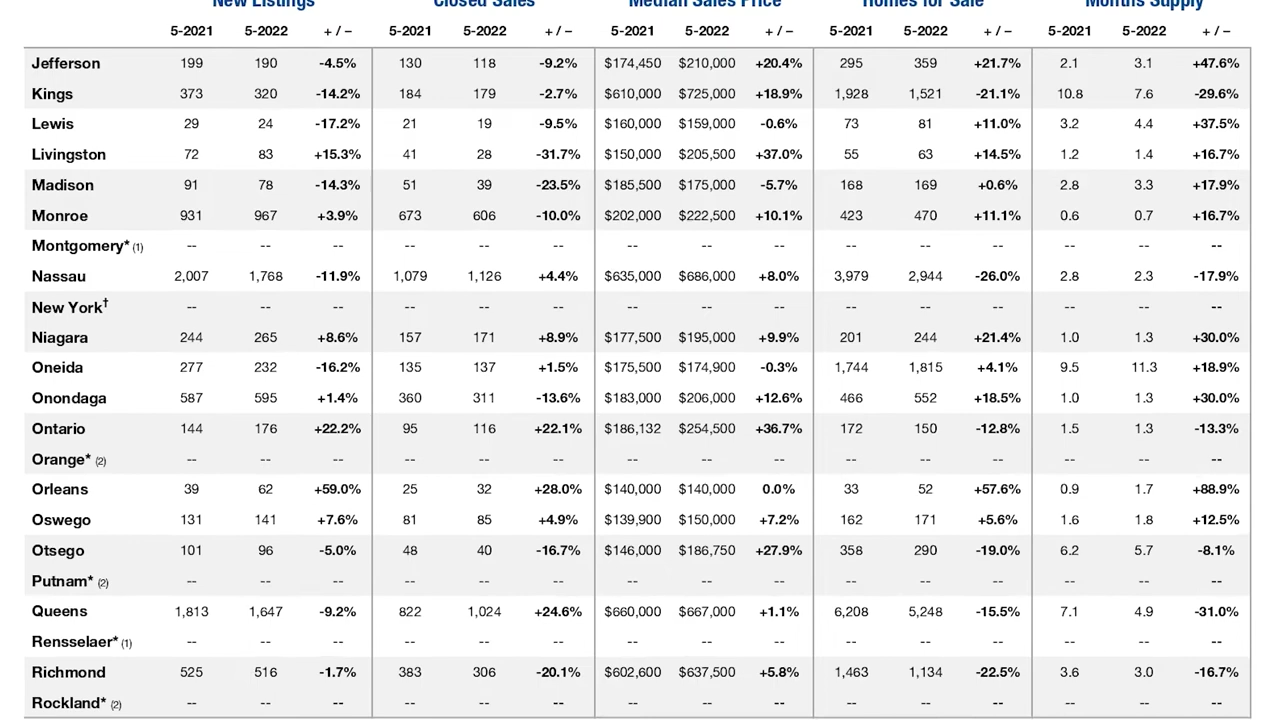 New Listings Closed Sales Median Sales Price Homes for Sale Months Supply
5-2021 5-2022 + / – 5-2021 5-2022 + / – 5-2021 5-2022 + / – 5-2021 5-2022 + / – 5-2021 5-2022 + / –
Jefferson 199 190 -4.5% 130 118 -9.2% $174,450 $210,000 +20.4% 295 359 +21.7% 2.1 3.1 +47.6%
Kings 373 320 -14.2% 184 179 -2.7% $610,000 $725,000 +18.9% 1,928 1,521 -21.1% 10.8 7.6 -29.6%
Lewis 29 24 -17.2% 21 19 -9.5% $160,000 $159,000 -0.6% 73 81 +11.0% 3.2 4.4 +37.5%
Livingston 72 83 +15.3% 41 28 -31.7% $150,000 $205,500 +37.0% 55 63 +14.5% 1.2 1.4 +16.7%
Madison 91 78 -14.3% 51 39 -23.5% $185,500 $175,000 -5.7% 168 169 +0.6% 2.8 3.3 +17.9%
Monroe 931 967 +3.9% 673 606 -10.0% $202,000 $222,500 +10.1% 423 470 +11.1% 0.6 0.7 +16.7%
Montgomery* (1) -- -- -- -- -- -- -- -- -- -- -- -- -- -- --
Nassau 2,007 1,768 -11.9% 1,079 1,126 +4.4% $635,000 $686,000 +8.0% 3,979 2,944 -26.0% 2.8 2.3 -17.9%
New York† -- -- -- -- -- -- -- -- -- -- -- -- -- -- --
Niagara 244 265 +8.6% 157 171 +8.9% $177,500 $195,000 +9.9% 201 244 +21.4% 1.0 1.3 +30.0%
Oneida 277 232 -16.2% 135 137 +1.5% $175,500 $174,900 -0.3% 1,744 1,815 +4.1% 9.5 11.3 +18.9%
Onondaga 587 595 +1.4% 360 311 -13.6% $183,000 $206,000 +12.6% 466 552 +18.5% 1.0 1.3 +30.0%
Ontario 144 176 +22.2% 95 116 +22.1% $186,132 $254,500 +36.7% 172 150 -12.8% 1.5 1.3 -13.3%
Orange* (2) -- -- -- -- -- -- -- -- -- -- -- -- -- -- --
Orleans 39 62 +59.0% 25 32 +28.0% $140,000 $140,000 0.0% 33 52 +57.6% 0.9 1.7 +88.9%
Oswego 131 141 +7.6% 81 85 +4.9% $139,900 $150,000 +7.2% 162 171 +5.6% 1.6 1.8 +12.5%
Otsego 101 96 -5.0% 48 40 -16.7% $146,000 $186,750 +27.9% 358 290 -19.0% 6.2 5.7 -8.1%
Putnam* (2) -- -- -- -- -- -- -- -- -- -- -- -- -- -- --
Queens 1,813 1,647 -9.2% 822 1,024 +24.6% $660,000 $667,000 +1.1% 6,208 5,248 -15.5% 7.1 4.9 -31.0%
Rensselaer* (1) -- -- -- -- -- -- -- -- -- -- -- -- -- -- --
Richmond 525 516 -1.7% 383 306 -20.1% $602,600 $637,500 +5.8% 1,463 1,134 -22.5% 3.6 3.0 -16.7%
Rockland* (2) -- -- -- -- -- -- -- -- -- -- -- -- -- -- --